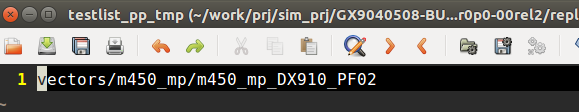 testlist_pp_tmp (~/work/prj/sim_prj/GX9040508-BU...r0p0-00rel2/repl
1 vectors/m450_mp/m450_mp_DX910_PF02
~